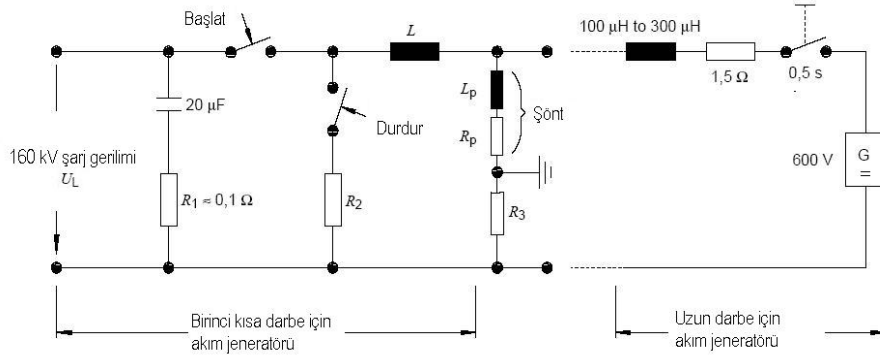 Başlat
L
100 µH to 300 µH
1,5 Ω
0,5 s
20 µF
Durdur
Lp
Rp
Şönt
160 kV şarj gerilimi
UL
R1 ≈ 0,1 Ω
R2
R3
600 V
G
=
Birinci kısa darbe için
akım jeneratörü
Uzun darbe için
akım jeneratörü